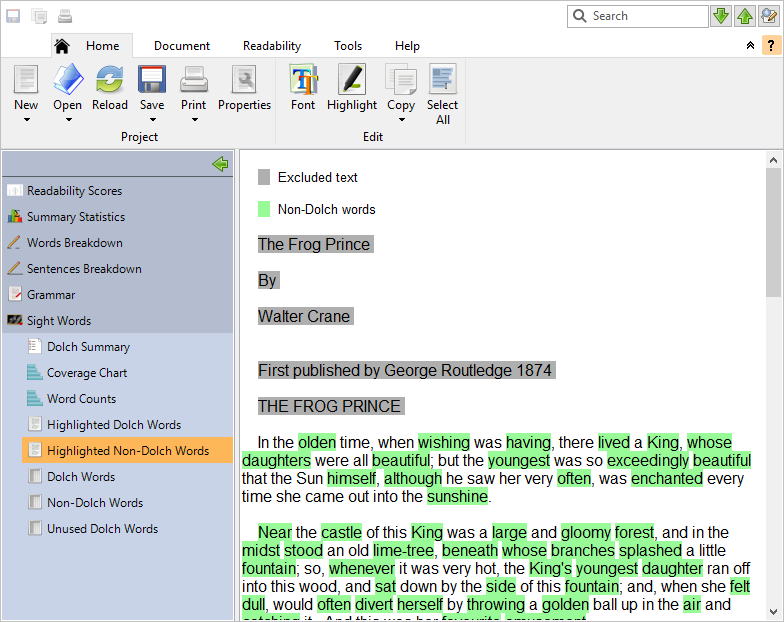 Search
Home Document Readability Tools Help
?
New Open Reload Save Print Properties Font Highlight Copy Select All
Project Edit
Readability Scores
Summary Statistics
Words Breakdown
Sentences Breakdown
Grammar
Sight Words
Dolch Summary
Coverage Chart
Word Counts
Highlighted Dolch Words
Highlighted Non-Dolch Words
Dolch Words
Non-Dolch Words
Unused Dolch Words
Excluded text
Non-Dolch words
The Frog Prince
By
Walter Crane
First published by George Routledge 1874
THE FROG PRINCE
In the olden time, when wishing was having, there lived a King, whose
daughters were all beautiful; but the youngest was so exceedingly beautiful
that the Sun himself, although he saw her very often, was enchanted every
time she came out into the sunshine.
Near the castle of this King was a large and gloomy forest, and in the
midst stood an old lime-tree, beneath whose branches splashed a little
fountain; so, whenever it was very hot, the King's youngest daughter ran off
into this wood, and sat down by the side of this fountain; and, when she felt
dull, would often divert herself by throwing a golden ball up in the air and
catching it. And this was her favourite amusement.